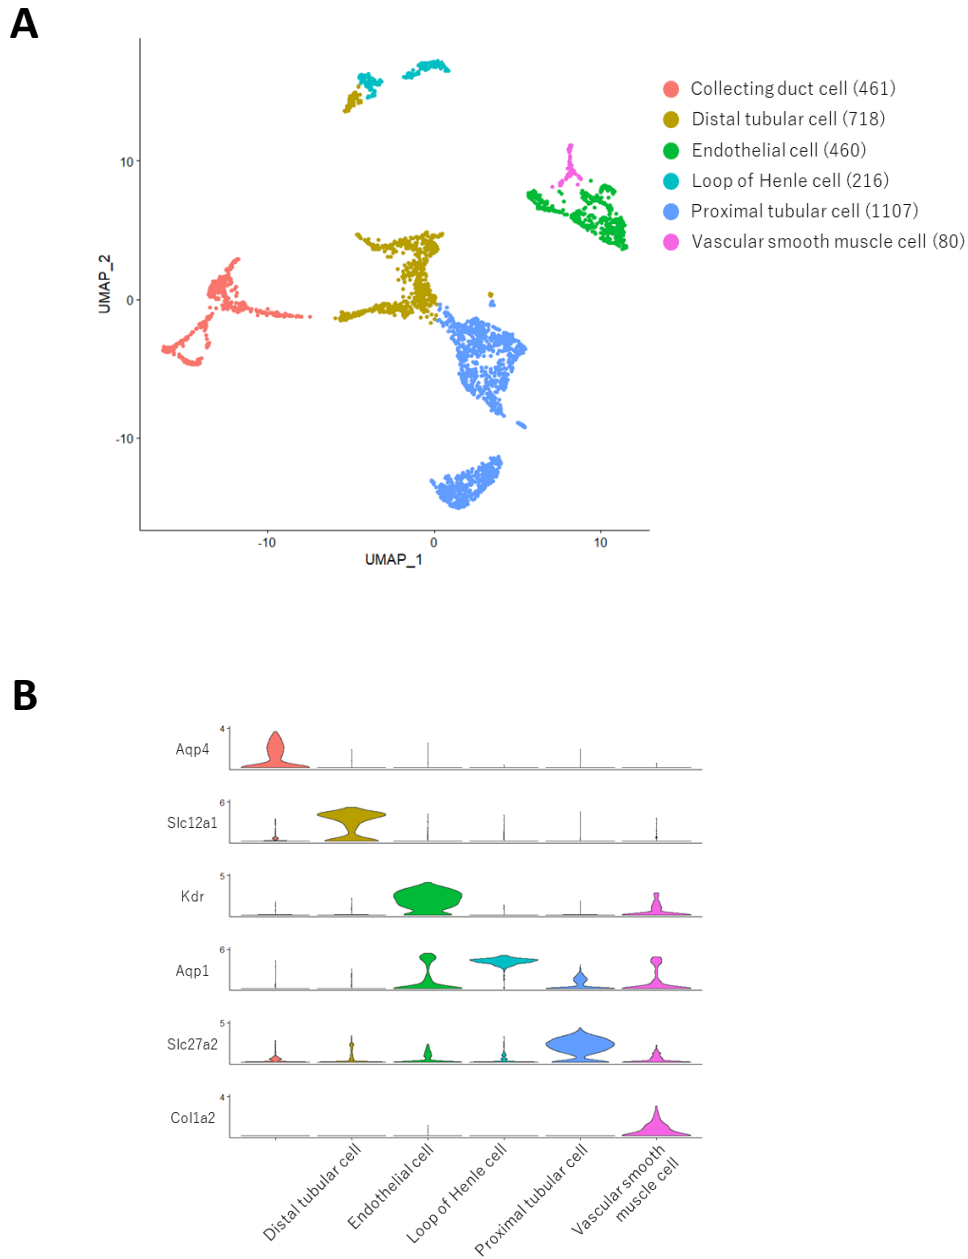 A
Collecting duct cell (461)
Distal tubular cell (718)
Endothelial cell (460)
Loop of Henle cell (216)
Proximal tubular cell (1107)
Vascular smooth muscle cell (80)
10
0
-10
UMAP_2
-10
0
10
UMAP_1
B
Aqp4
4
Slc12a1
6
Kdr
5
Aqp1
6
Slc27a2
5
Col1a2
4
Distal tubular cell
Endothelial cell
Loop of Henle cell
Proximal tubular cell
Vascular smooth
muscle cell